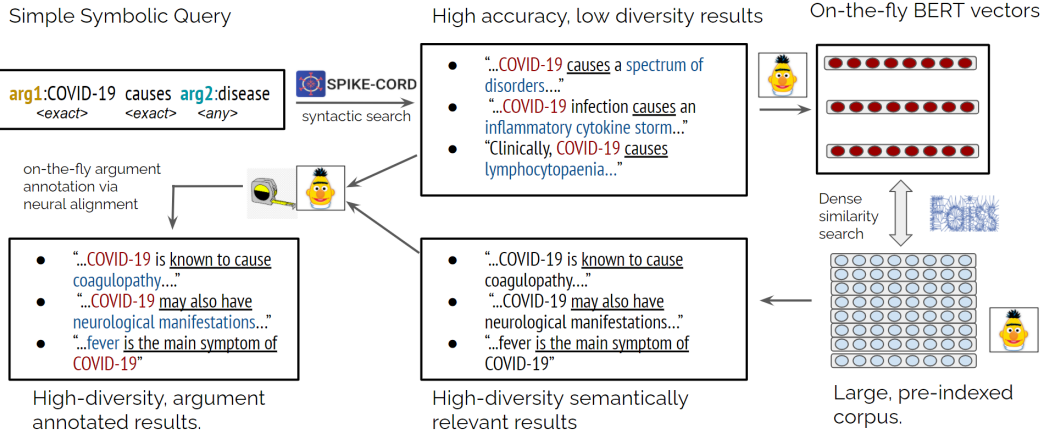 Simple Symbolic Query
High accuracy, low diversity results
On-the-fly BERT vectors
arg1:COVID-19 causes arg2:disease
<exact> <exact> <any>
SPIKE-CORD
syntactic search
● "...COVID-19 causes a spectrum of
disorders...."
● "...COVID-19 infection causes an
inflammatory cytokine storm..."
● "Clinically, COVID-19 causes
lymphocytopaenia..."
on-the-fly argument
annotation via
neural alignment
Dense
similarity
search
Faiss
● "...COVID-19 is known to cause
coagulopathy...."
● "...COVID-19 may also have
neurological manifestations..."
● "...fever is the main symptom of
COVID-19"
● "...COVID-19 is known to cause
coagulopathy...."
● "...COVID-19 may also have
neurological manifestations..."
● "...fever is the main symptom of
COVID-19"
High-diversity, argument
annotated results.
High-diversity semantically
relevant results
Large, pre-indexed
corpus.